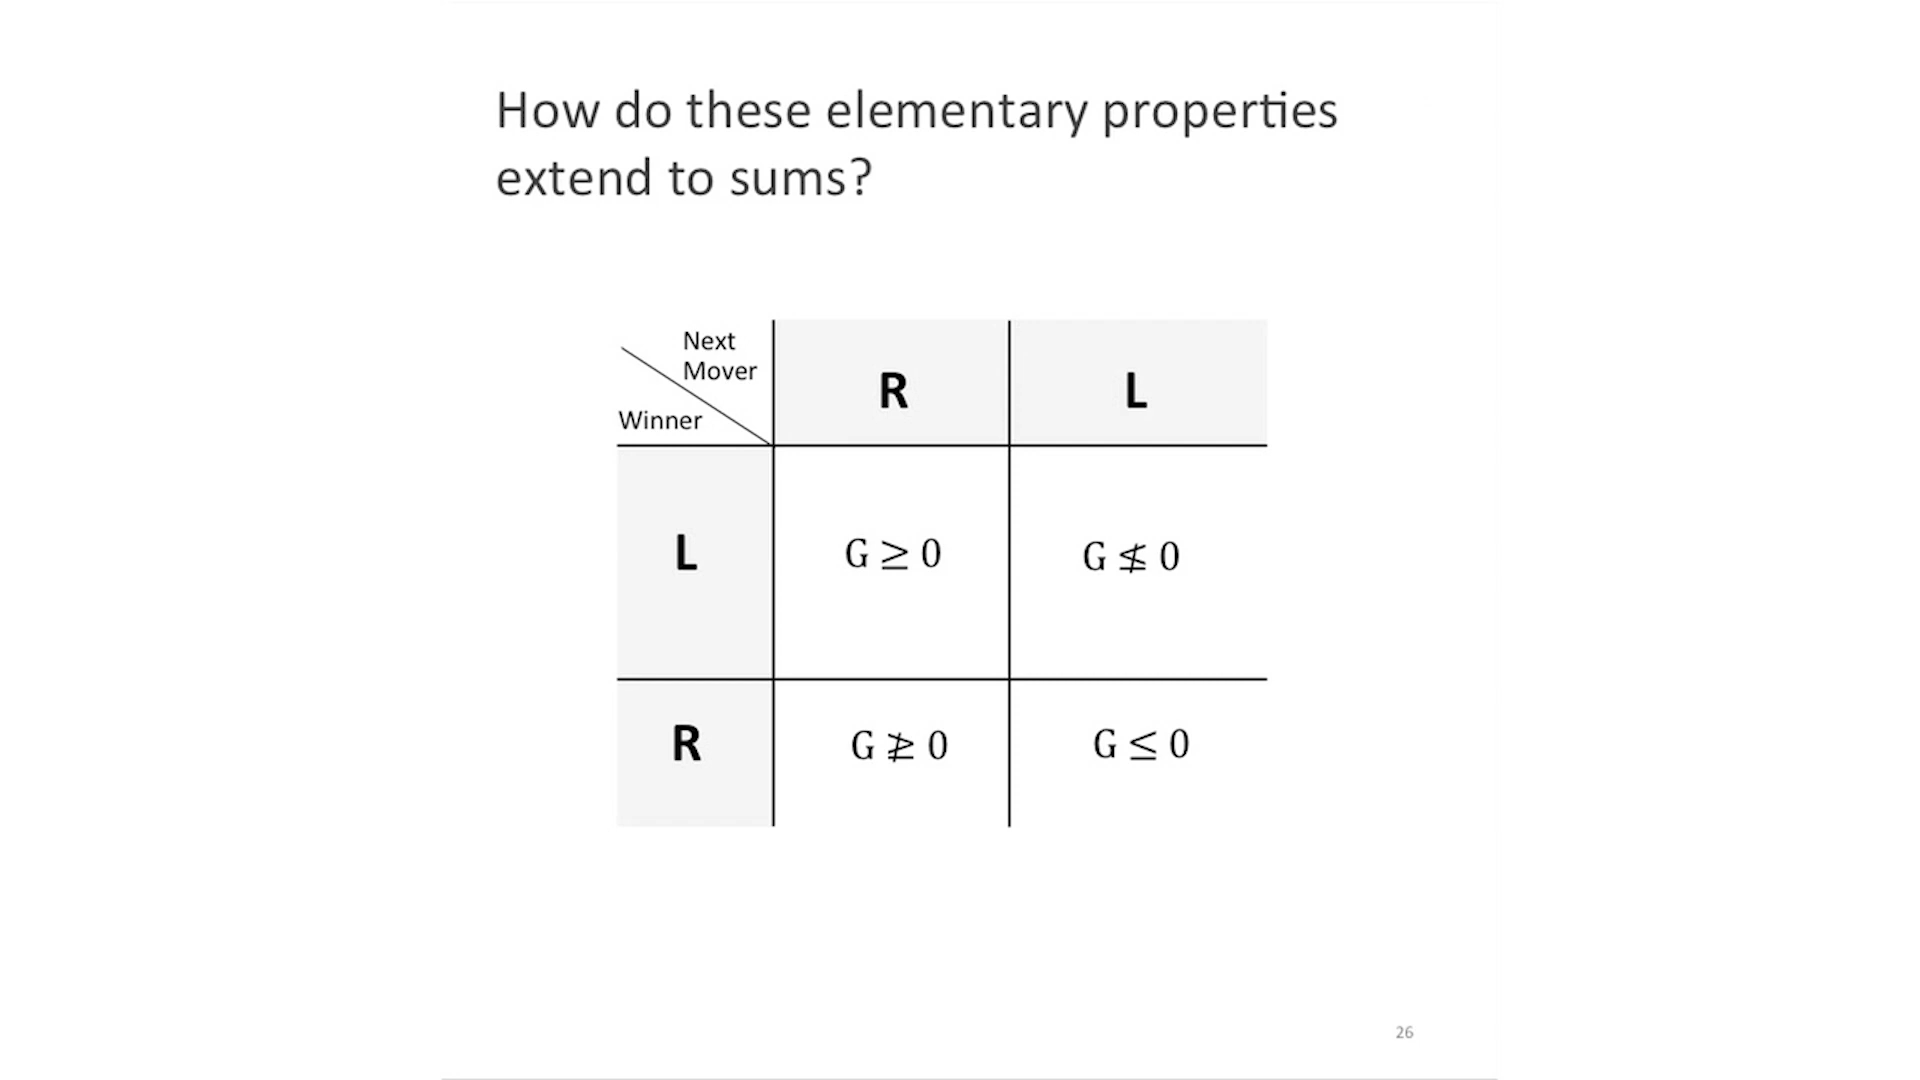 How do these elementary properties
extend to sums?
Next
Mover
Winner
R
L
L
G ≥ 0
G ≰ 0
R
G ≱ 0
G ≤ 0
26